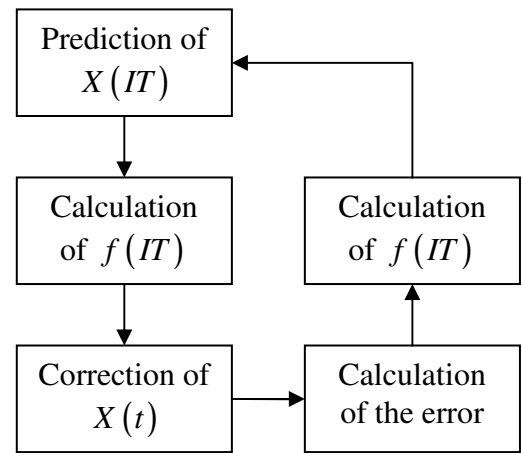 Prediction of
X (IT)
Calculation
of f (IT)
Correction of
X (t)
Calculation
of the error
Calculation
of f (IT)